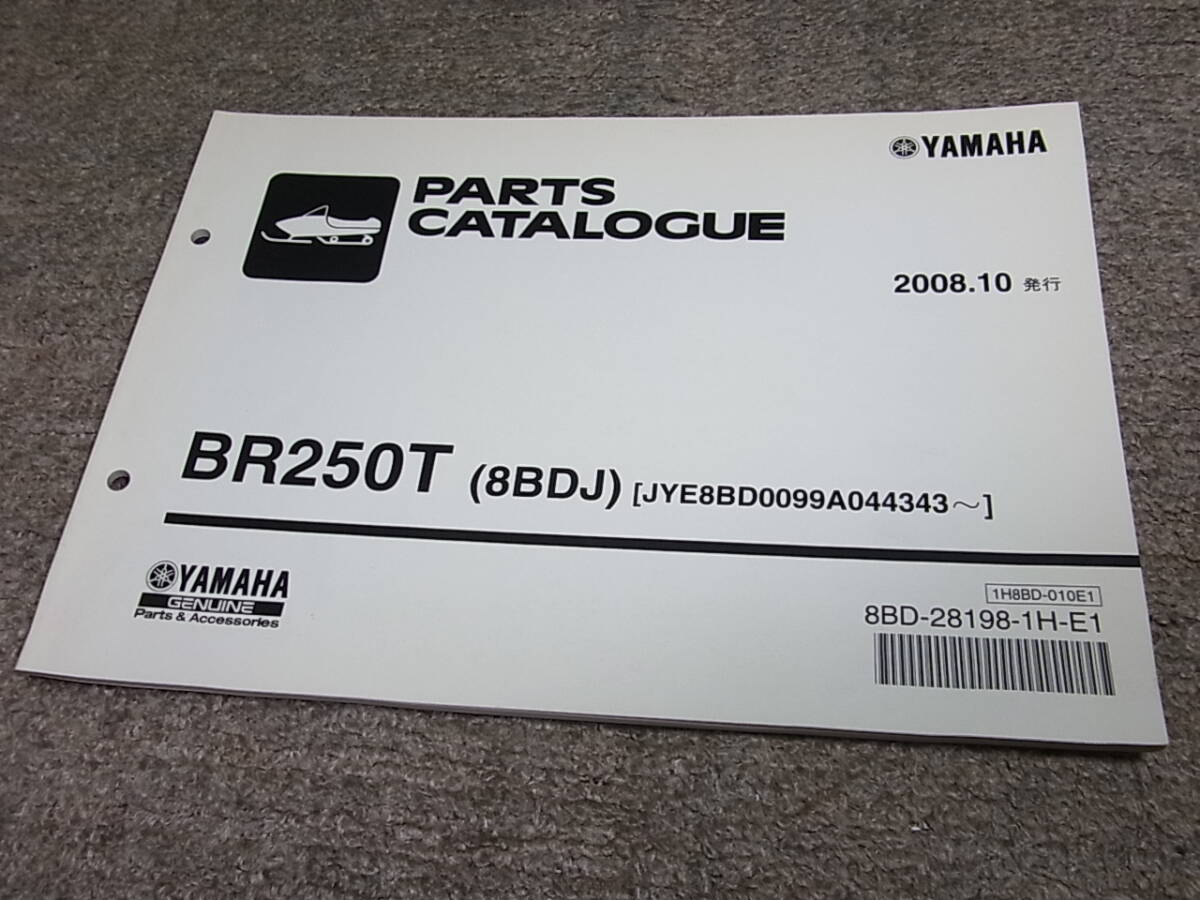 YAMAHA
PARTS
CATALOGUE
2008.10 発行
BR250T (8BDJ) [JYE8BD0099A044343～]
YAMAHA
GENUINE
Parts & Accessories
1H8BD-010E1
8BD-28198-1H-E1